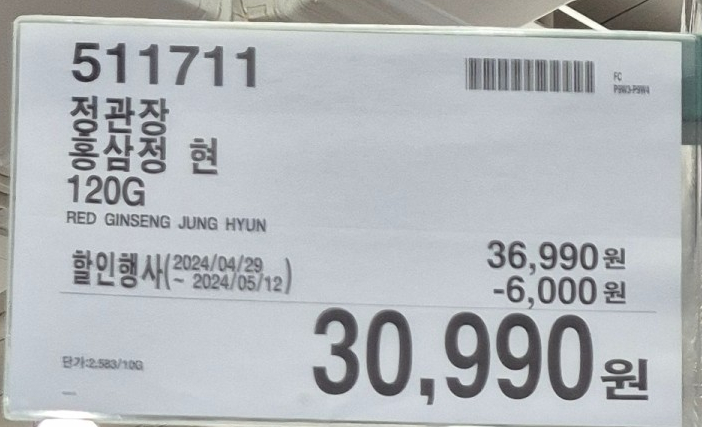 511711
FC
정관장
홍삼정 현
120G
RED GINSENG JUNG HYUN
할인행사(2024/04/29 ~ 2024/05/12)
36,990원
-6,000원
30,990원
단가:2,583/10G